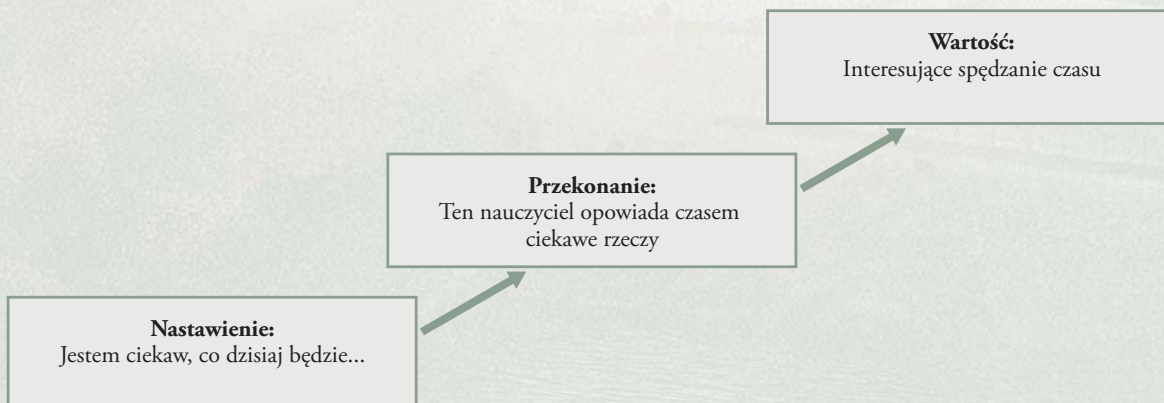 Wartość:
Interesujące spędzanie czasu
Przekonanie:
Ten nauczyciel opowiada czasem
ciekawe rzeczy
Nastawienie:
Jestem ciekaw, co dzisiaj będzie...